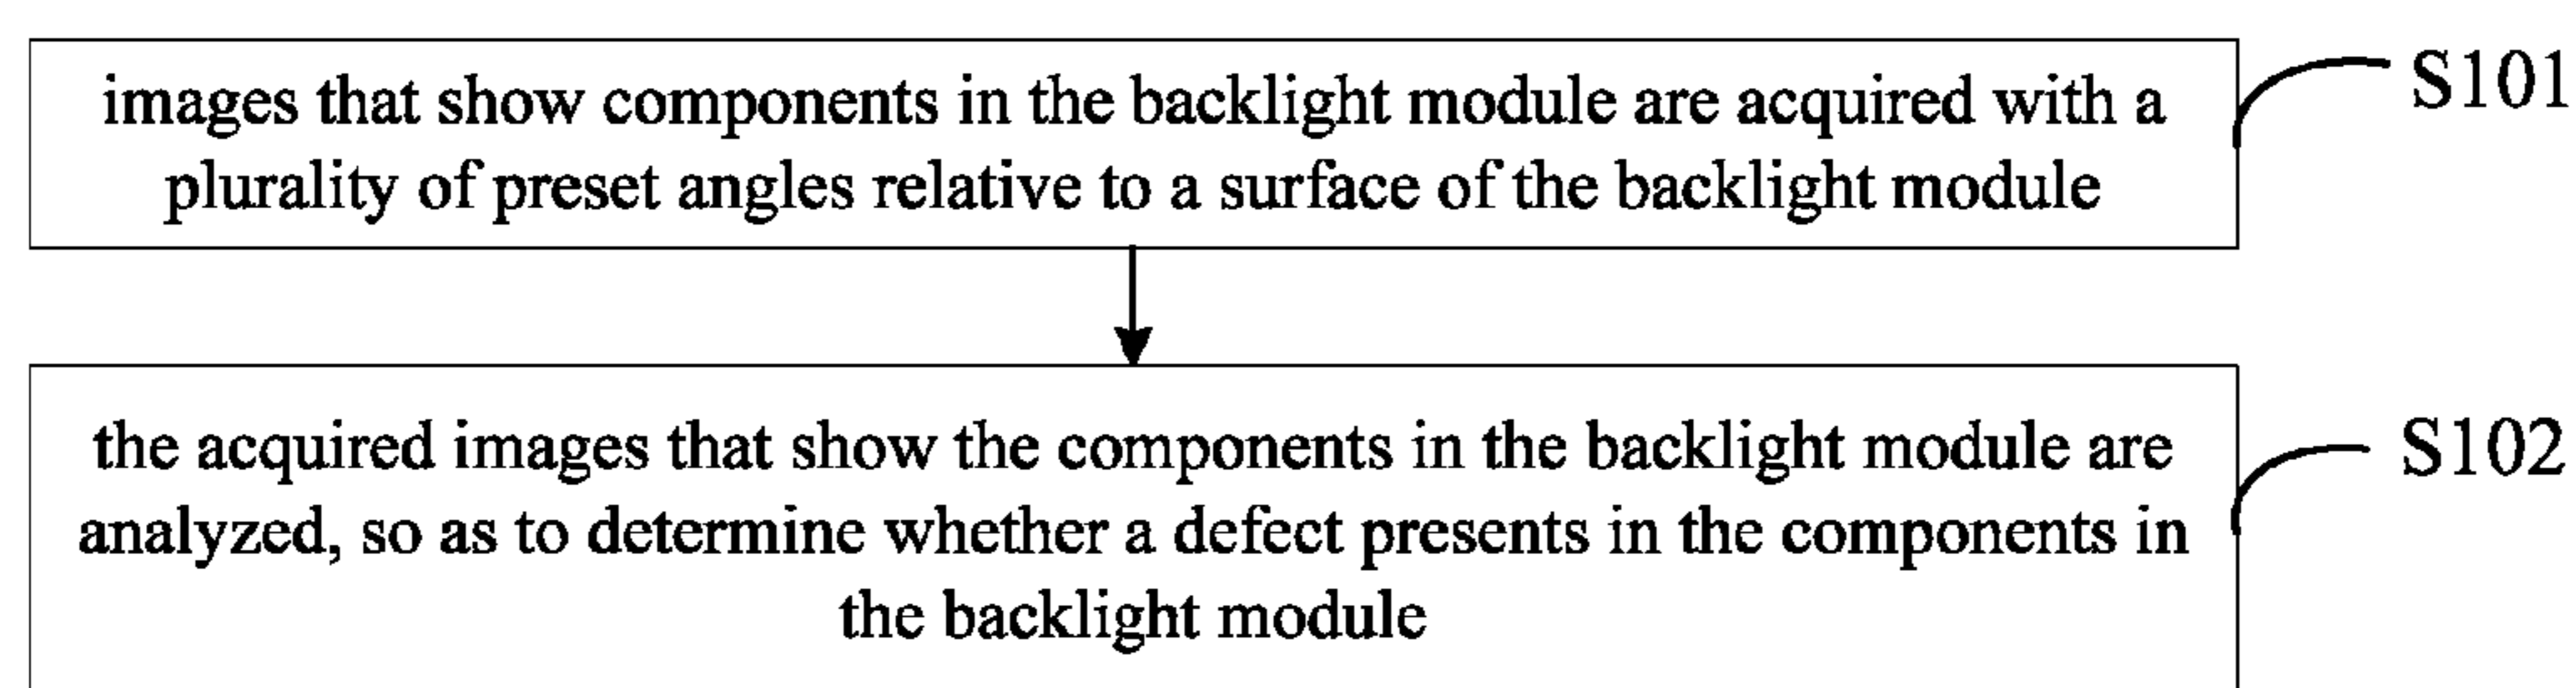 images that show components in the backlight module are acquired with a
S101
plurality of preset angles relative to a surface of the backlight module
the acquired images that show the components in the backlight module are
S102
analyzed, so as to determine whether a defect presents in the components in
the backlight module